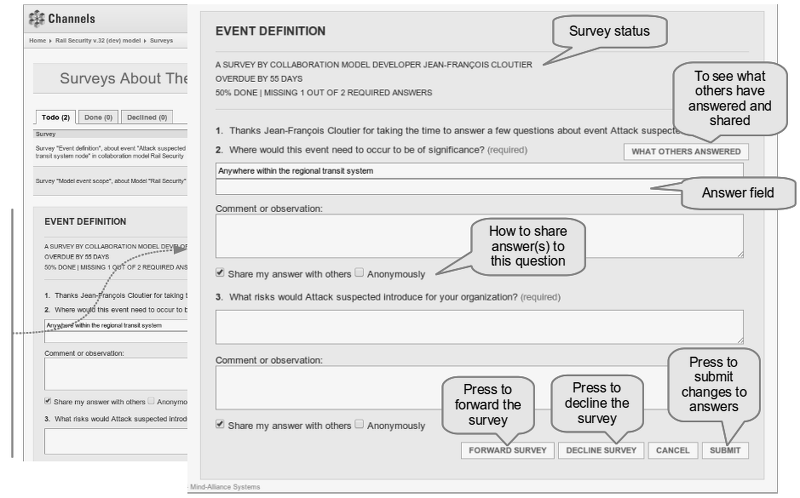 Channels
Home ▸ Rail Security v.32 (dev) model ▸ Surveys
Surveys About The
Todo (2) Done (0) Declined (0)
Survey
Survey "Event definition", about event "Attack suspected
transit system node" in collaboration model Rail Security
Survey "Model event scope", about Model "Rail Security"
EVENT DEFINITION
A SURVEY BY COLLABORATION MODEL DEVELOP
OVERDUE BY 55 DAYS
50% DONE | MISSING 1 OUT OF 2 REQUIRED ANS
1. Thanks Jean-François Cloutier for taking t
2. Where would this event need to occur to b
Anywhere within the regional transit system
Comment or observation:
Share my answer with others Anonymo
3. What risks would Attack suspected introd
EVENT DEFINITION
Survey status
A SURVEY BY COLLABORATION MODEL DEVELOPER JEAN-FRANÇOIS CLOUTIER
OVERDUE BY 55 DAYS
50% DONE | MISSING 1 OUT OF 2 REQUIRED ANSWERS
To see what
others have
answered and
shared
1. Thanks Jean-François Cloutier for taking the time to answer a few questions about event Attack suspecte
2. Where would this event need to occur to be of significance? (required)
WHAT OTHERS ANSWERED
Anywhere within the regional transit system
Answer field
Comment or observation:
How to share
answer(s) to
this question
Share my answer with others Anonymously
3. What risks would Attack suspected introduce for your organization? (required)
Comment or observation:
Press to
forward the
survey
Press to
decline the
survey
Press to
submit
changes to
answers
Share my answer with others Anonymously
FORWARD SURVEY DECLINE SURVEY CANCEL SUBMIT
Mind-Alliance Systems